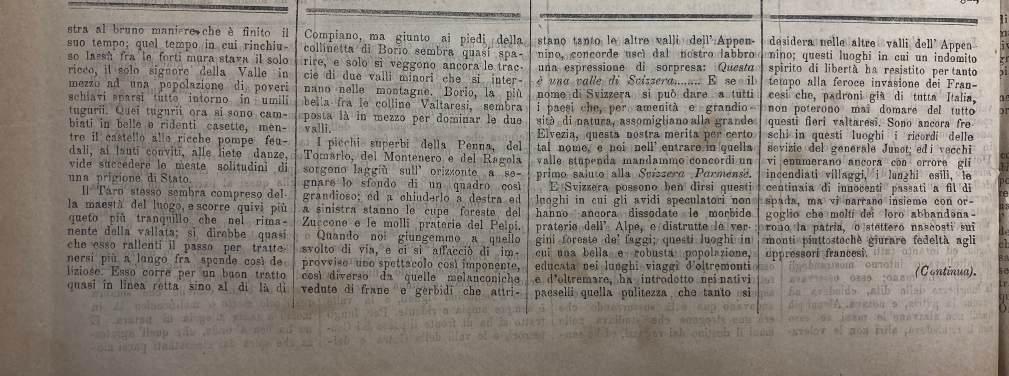 stra al bruno maniere che è finito il
suo tempo; quel tempo in cui rinchiu-
so lassù fra le forti mura stava il solo
ricco, il solo signore della Valle in
mezzo ad una popolazione di poveri
schiavi sparsi tutto intorno in umili
tugurii. Quei tugurii ora si sono cam-
biati in belle e ridenti casette, men-
tre il castello alle ricche pompe feu-
dali, ai lauti conviti, alle liete danze,
vide succedere le meste solitudini di
una prigione di Stato.
Il Taro stesso sembra compreso del-
la maestà del luogo, e scorre quivi più
queto più tranquillo che nel rima-
nente della vallata; si direbbe quasi
che esso rallenti il passo per tratte-
nersi più a lungo fra sponde così de-
liziose. Esso corre per un buon tratto
quasi in linea retta sino al di là di
Compiano, ma giunto ai piedi della
collinetta di Borio sembra quasi spa-
rire, e solo si veggono ancora le trac-
cie di due valli minori che si inter-
nano nelle montagne. Borio, la più
bella fra le colline Valtaresi, sembra
posta là in mezzo per dominar le due
valli.
I picchi superbi della Penna, del
Tomarlo, del Montenero e del Ragola
sorgono laggiù sull' orizzonte a se-
gnare lo sfondo di un quadro così
grandioso; ed a chiuderlo a destra ed
a sinistra stanno le cupe foreste del
Zuccone e le molli praterie del Pelpi.
Quando noi giungemmo a quello
svolto di via, e ci si affacciò di im-
provviso uno spettacolo così imponente,
così diverso da quelle melanconiche
vedute di frane e gerbidi che attri-
stano tanto le altre valli dell' Appen-
nino, concorde uscì dal nostro labbro
una espressione di sorpresa: Questa
è una valle di Svizzera....... E se il
nome di Svizzera si può dare a tutti
i paesi che, per amenità e grandio-
sità di natura, assomigliano alla grande
Elvezia, questa nostra merita per certo
tal nome, e noi nell' entrare in quella
valle stupenda mandammo concordi un
primo saluto alla Svizzera Parmense.
E Svizzera possono ben dirsi questi
luoghi in cui gli avidi speculatori non
hanno ancora dissodate le morbide
praterie dell' Alpe, e distrutte le ver-
gini foreste de' faggi; questi luoghi in
cui una bella e robusta popolazione,
educata nei lunghi viaggi d'oltremonti
e d'oltremare, ha introdotto nei nativi
paeselli quella pulitezza che tanto si
desidera nelle altre valli dell' Appen-
nino; questi luoghi in cui un indomito
spirito di libertà ha resistito per tanto
tempo alla feroce invasione dei Fran-
cesi che, padroni già di tutta Italia,
non poterono mai domare del tutto
questi fieri valtaresi. Sono ancora fre-
schi in questi luoghi i ricordi delle
sevizie del generale Junot; ed i vecchi
vi enumerano ancora con errore gli
incendiati villaggi, i lunghi esili, le
centinaia di innocenti passati a fil di
spada, ma vi narrano insieme con or-
goglio che molti dei loro abbandona-
rono la patria, o stettero nascosti sui
monti piuttostochè giurare fedeltà agli
oppressori francesi.
(Continua).